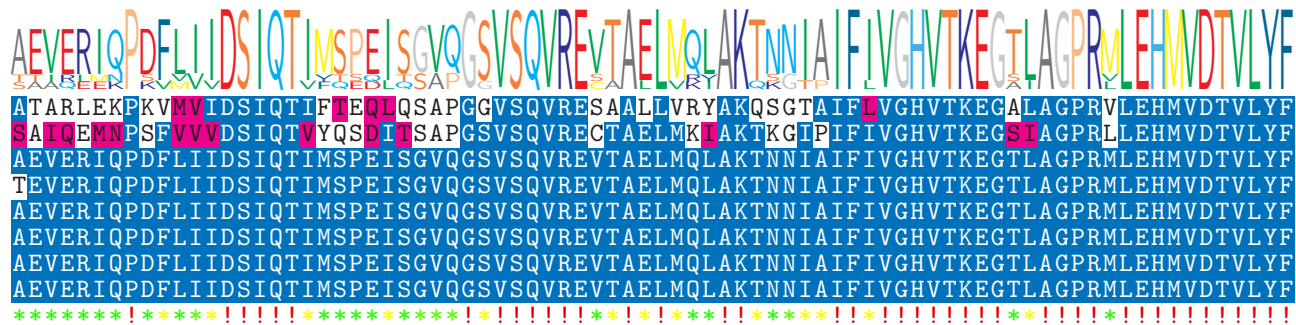 AEVERIQPDFLIIDSIQTIMSPEISGVQGSVSQVREVTAELMQLAKTNNIAIFIVGHVTKEGTLAGPRMLEHMVDTVLYF
ATARLEKPKVMVIDSIQTIFTEQLQSAPGGVSQVRESAALLVRYAKQSGTAIFLVGHVTKEGALAGPRVLEHMVDTVLYF
SAIQEMNPSFVVVDSIQTVYQSDITSAPGSVSQVRECTAELMKIAKTKGIPIFIVGHVTKEGSIAGPRLLEHMVDTVLYF
AEVERIQPDFLIIDSIQTIMSPEISGVQGSVSQVREVTAELMQLAKTNNIAIFIVGHVTKEGTLAGPRMLEHMVDTVLYF
TEVERIQPDFLIIDSIQTIMSPEISGVQGSVSQVREVTAELMQLAKTNNIAIFIVGHVTKEGTLAGPRMLEHMVDTVLYF
AEVERIQPDFLIIDSIQTIMSPEISGVQGSVSQVREVTAELMQLAKTNNIAIFIVGHVTKEGTLAGPRMLEHMVDTVLYF
AEVERIQPDFLIIDSIQTIMSPEISGVQGSVSQVREVTAELMQLAKTNNIAIFIVGHVTKEGTLAGPRMLEHMVDTVLYF
AEVERIQPDFLIIDSIQTIMSPEISGVQGSVSQVREVTAELMQLAKTNNIAIFIVGHVTKEGTLAGPRMLEHMVDTVLYF
AEVERIQPDFLIIDSIQTIMSPEISGVQGSVSQVREVTAELMQLAKTNNIAIFIVGHVTKEGTLAGPRMLEHMVDTVLYF
*******!*****!!!!!**********!*!!!!!!**!*!***!!*****!!*!!!!!!!!**!!!!*!!!!!!!!!!!